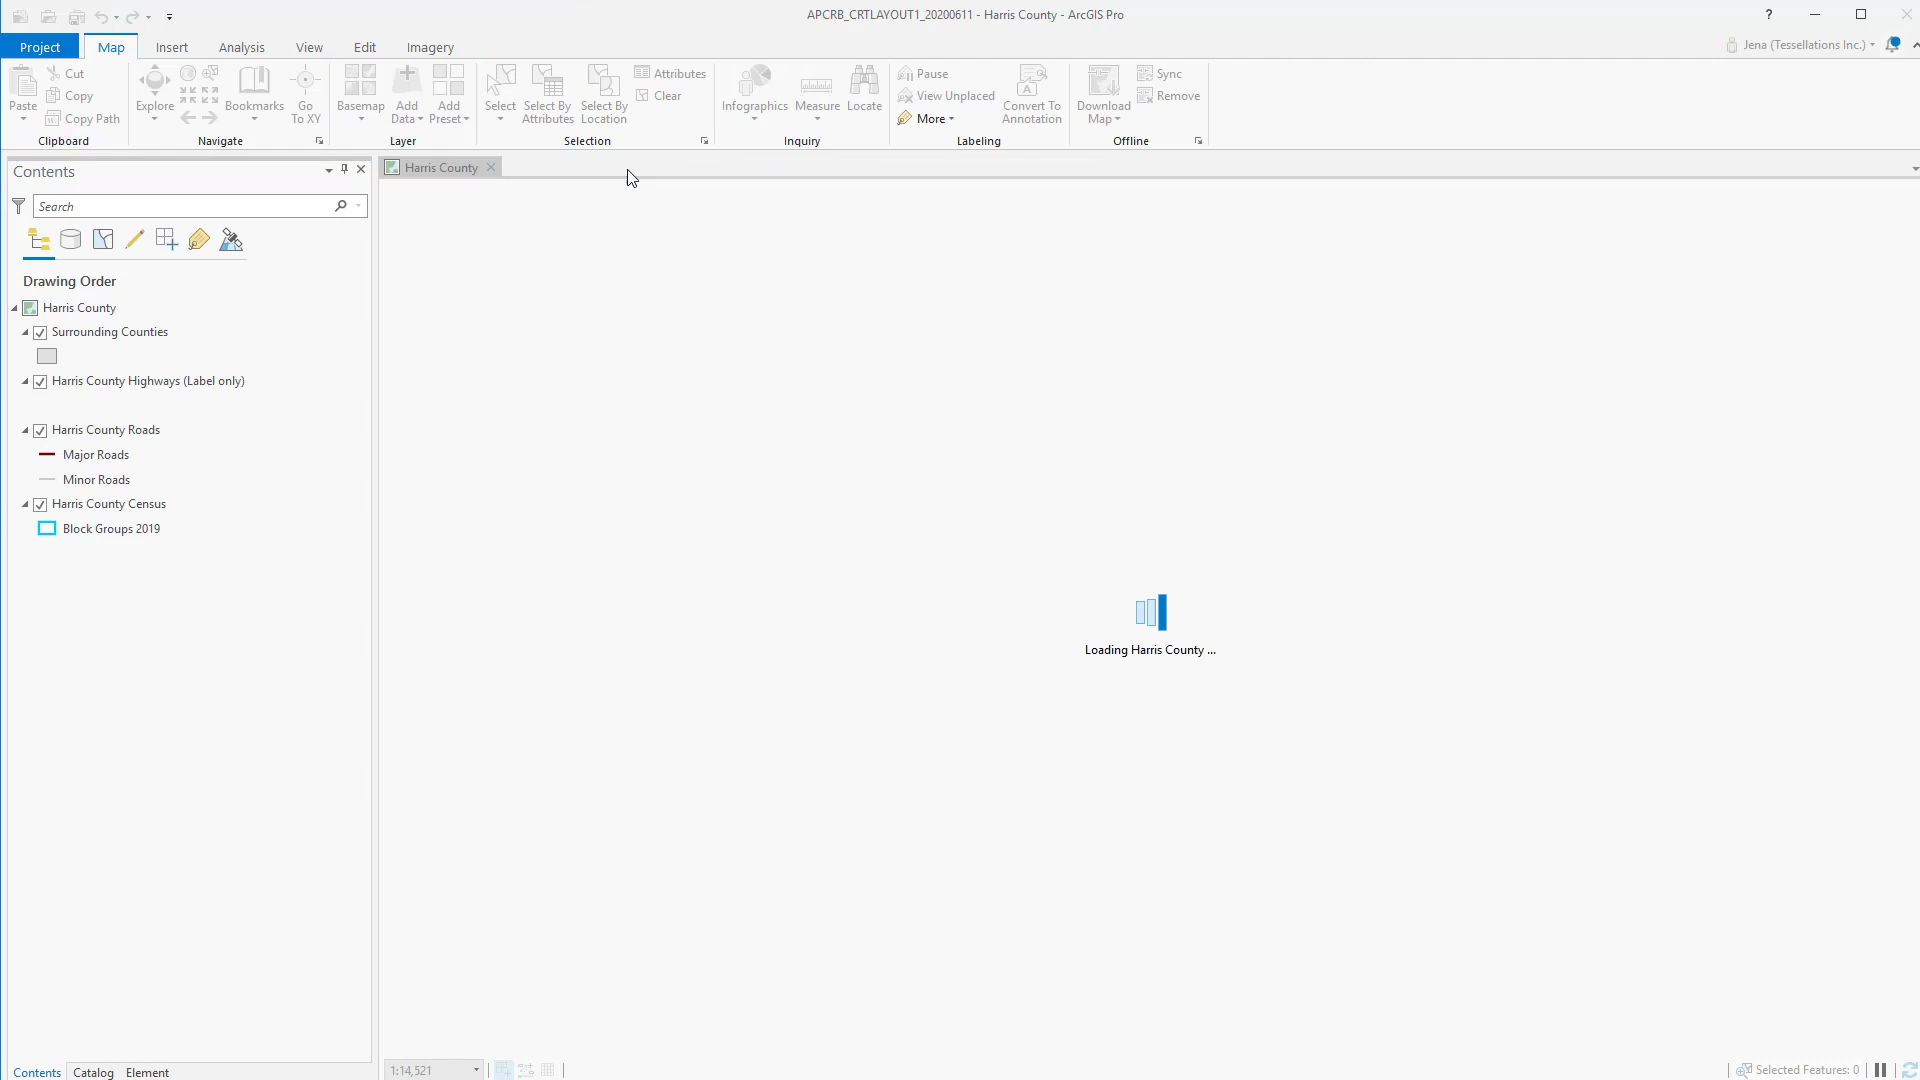 APCRB_CRTLAYOUT1_20200611 - Harris County - ArcGIS Pro
?
Project Map Insert Analysis View Edit Imagery
Jena (Tessellations Inc.)
Paste
Cut
Copy
Copy Path
Clipboard
Explore
Bookmarks
Go
To XY
Navigate
Basemap
Add
Data
Add
Preset
Layer
Select
Select By
Attributes
Select By
Location
Attributes
Clear
Selection
Infographics
Measure
Locate
Inquiry
Pause
View Unplaced
More
Convert To
Annotation
Labeling
Download
Map
Sync
Remove
Offline
Contents
Search
Drawing Order
Harris County
Surrounding Counties
Harris County Highways (Label only)
Harris County Roads
Major Roads
Minor Roads
Harris County Census
Block Groups 2019
Harris County
Loading Harris County ...
Contents Catalog Element
1:14,521
Selected Features: 0